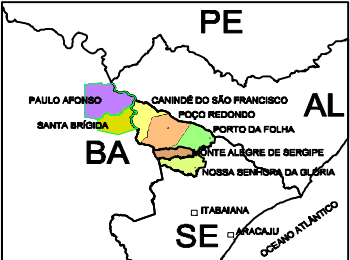 PE
PAULO AFONSO
CANINDÉ DO SÃO FRANCISCO
AL
POÇO REDONDO
SANTA BRÍGIDA
PORTO DA FOLHA
BA
MONTE ALEGRE DE SERGIPE
NOSSA SENHORA DA GLÓRIA
ITABAIANA
SE
ARACAJU
OCEANO ATLÂNTICO